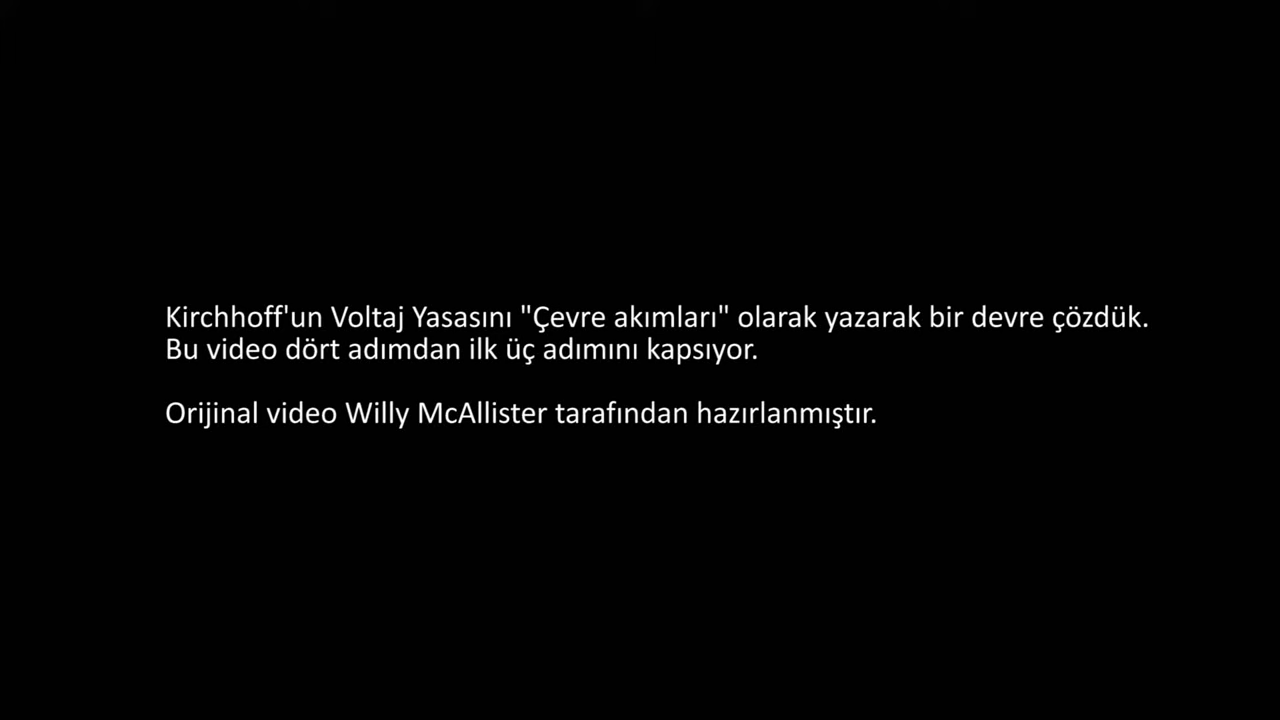 Kirchhoff'un Voltaj Yasasını "Çevre akımları" olarak yazarak bir devre çözdük.
Bu video dört adımdan ilk üç adımını kapsıyor.
Orijinal video Willy McAllister tarafından hazırlanmıştır.